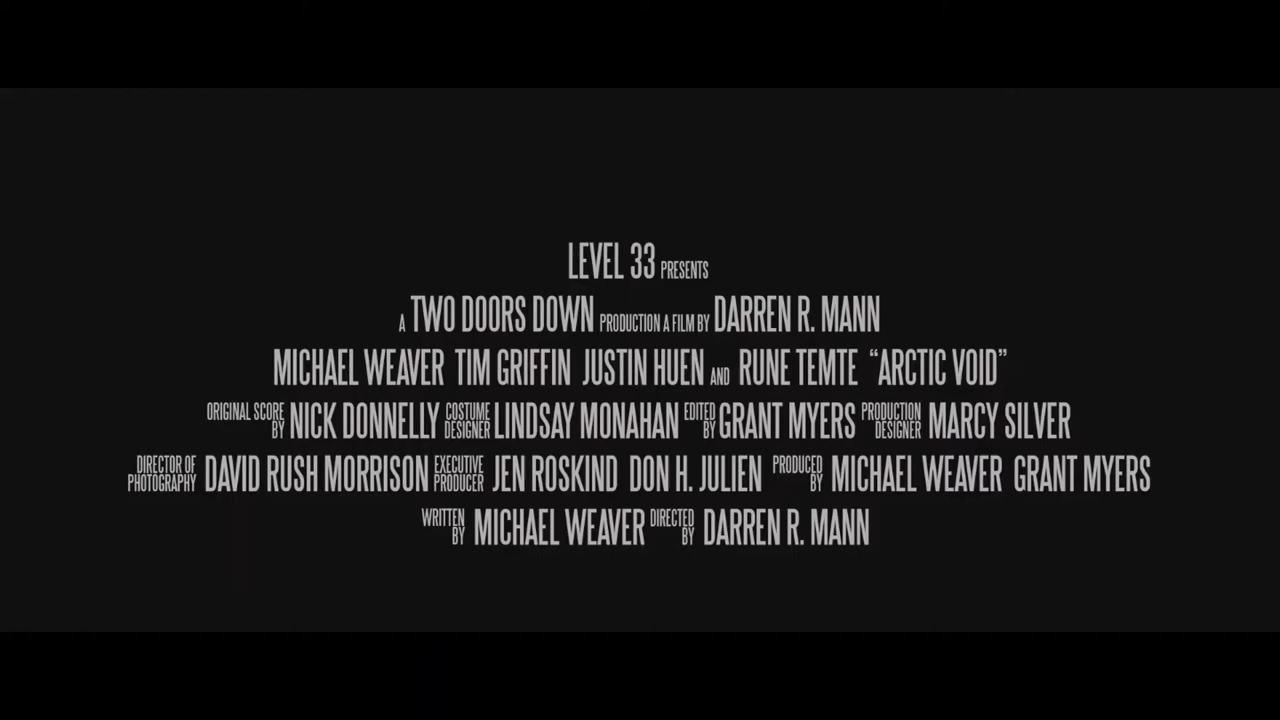 LEVEL 33 PRESENTS
A TWO DOORS DOWN PRODUCTION A FILM BY DARREN R. MANN
MICHAEL WEAVER TIM GRIFFIN JUSTIN HUEN AND RUNE TEMTE “ARCTIC VOID”
ORIGINAL SCORE BY NICK DONNELLY COSTUME DESIGNER LINDSAY MONAHAN EDITED BY GRANT MYERS PRODUCTION DESIGNER MARCY SILVER
DIRECTOR OF PHOTOGRAPHY DAVID RUSH MORRISON EXECUTIVE PRODUCER JEN ROSKIND DON H. JULIEN PRODUCED BY MICHAEL WEAVER GRANT MYERS
WRITTEN BY MICHAEL WEAVER DIRECTED BY DARREN R. MANN